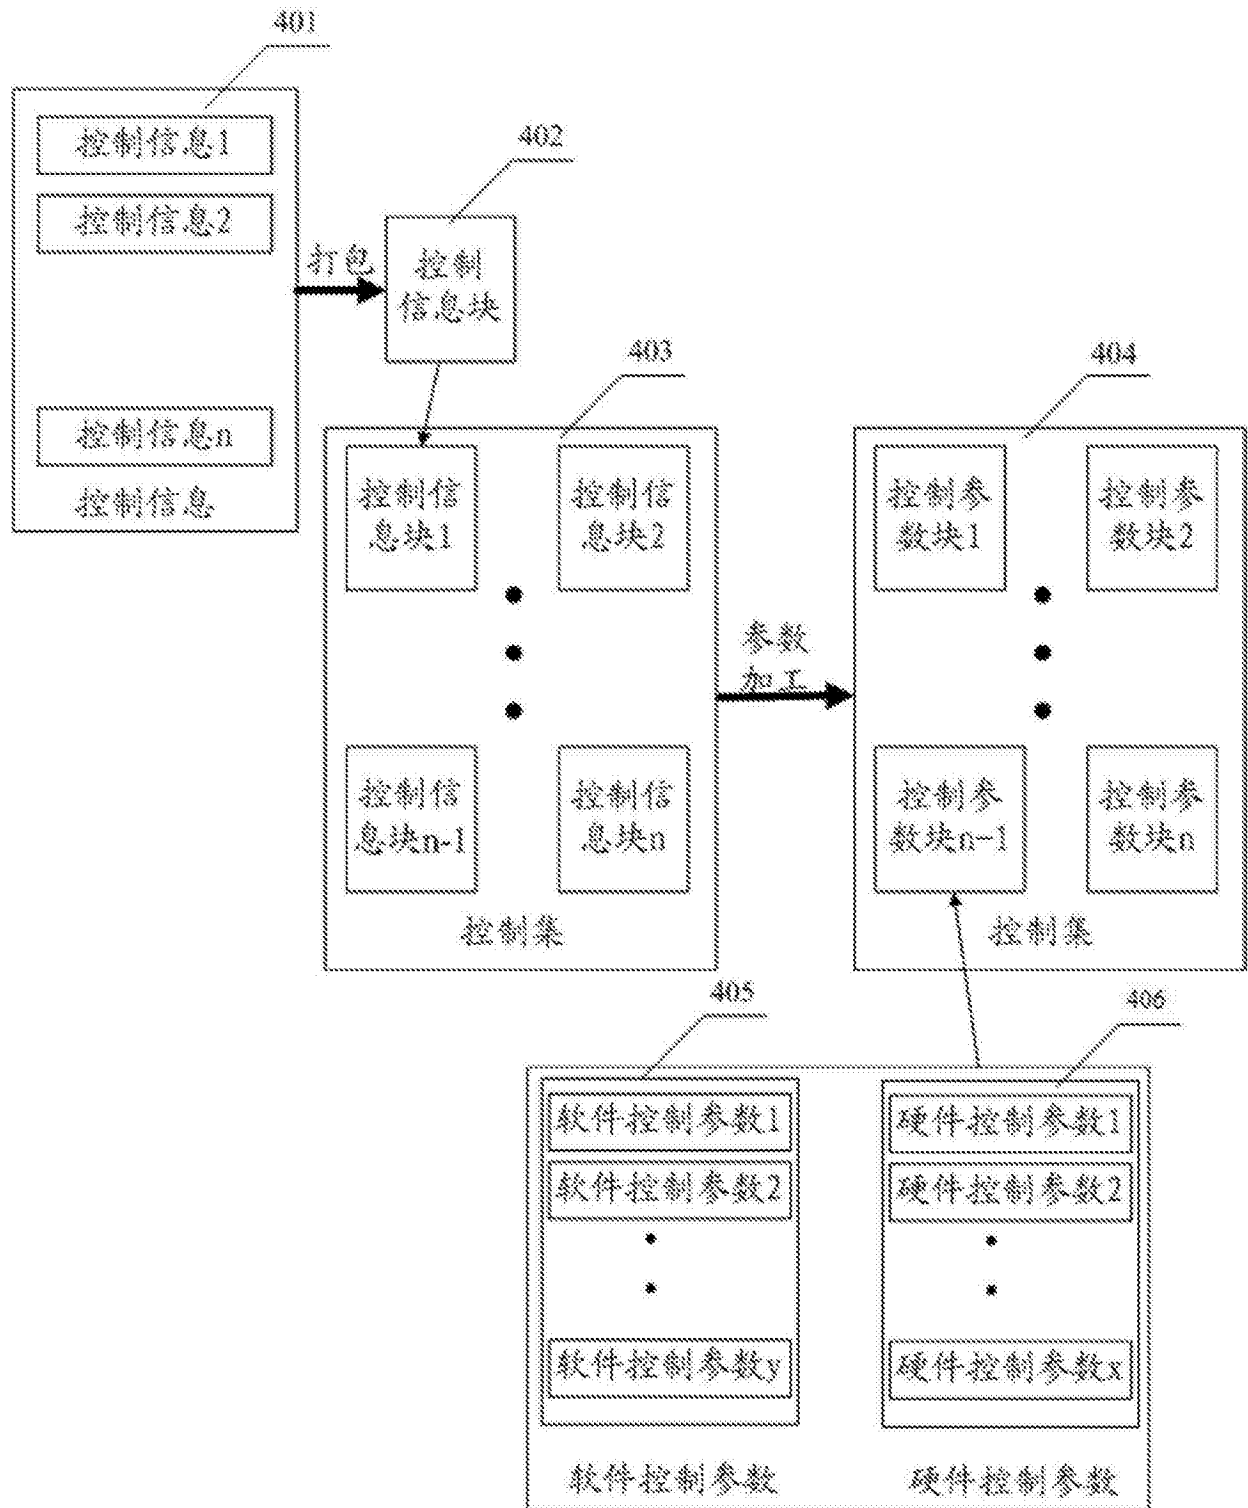 401
控制信息1
控制信息2
控制信息n
控制信息
打包
402
控制
信息块
403
控制信
息块1
控制信
息块2
控制信
息块n-1
控制信
息块n
控制集
参数
加工
404
控制参
数块1
控制参
数块2
控制参
数块n-1
控制参
数块n
控制集
405
软件控制参数1
软件控制参数2
软件控制参数y
软件控制参数
406
硬件控制参数1
硬件控制参数2
硬件控制参数x
硬件控制参数